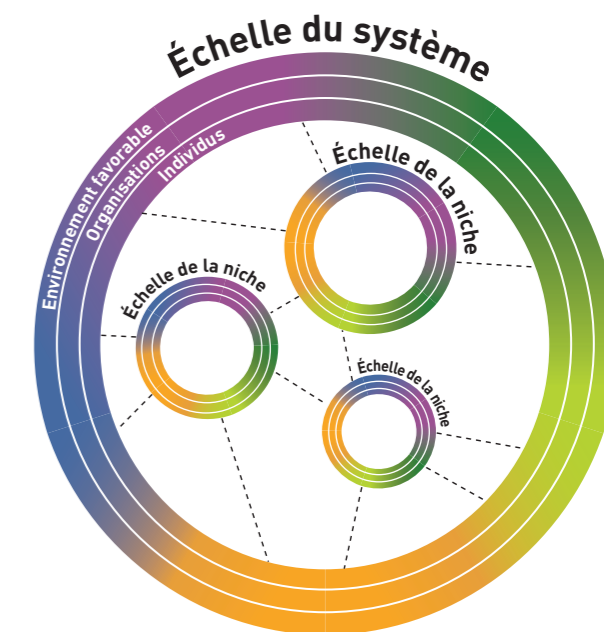 Échelle du système
Environnement favorable
Organisations
Individus
Échelle de la niche
Échelle de la niche
Échelle de la niche